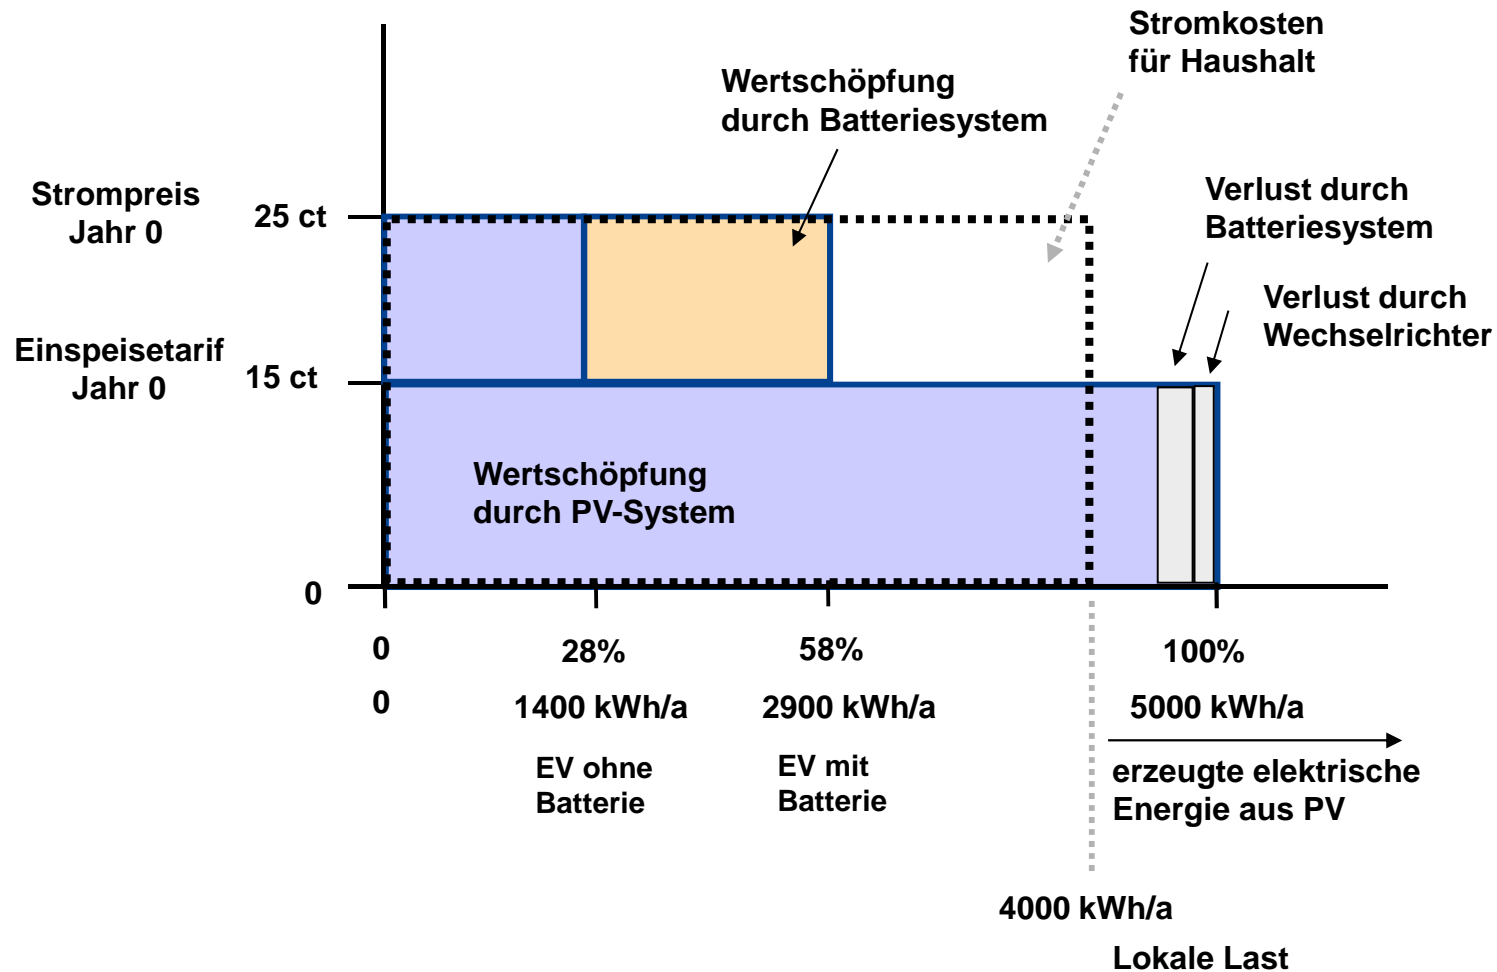 Stromkosten
für Haushalt
Wertschöpfung
durch Batteriesystem
Strompreis
Jahr 0
25 ct
Verlust durch
Batteriesystem
Verlust durch
Wechselrichter
Einspeisetarif
Jahr 0
15 ct
Wertschöpfung
durch PV-System
0
0
28%
58%
100%
0
1400 kWh/a
2900 kWh/a
5000 kWh/a
EV ohne
Batterie
EV mit
Batterie
erzeugte elektrische
Energie aus PV
4000 kWh/a
Lokale Last